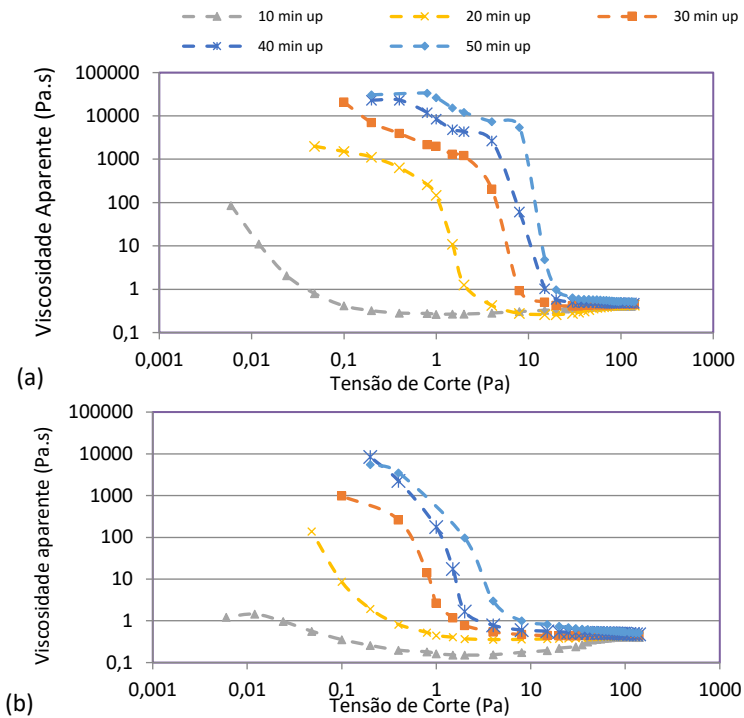 10 min up 20 min up 30 min up
40 min up 50 min up
100000
10000
1000
100
10
1
0,1
Viscosidade Aparente (Pa.s)
0,001 0,01 0,1 1 10 100 1000
Tensão de Corte (Pa)
(a)
100000
10000
1000
100
10
1
0,1
Viscosidade aparente (Pa.s)
0,001 0,01 0,1 1 10 100 1000
Tensão de Corte (Pa)
(b)